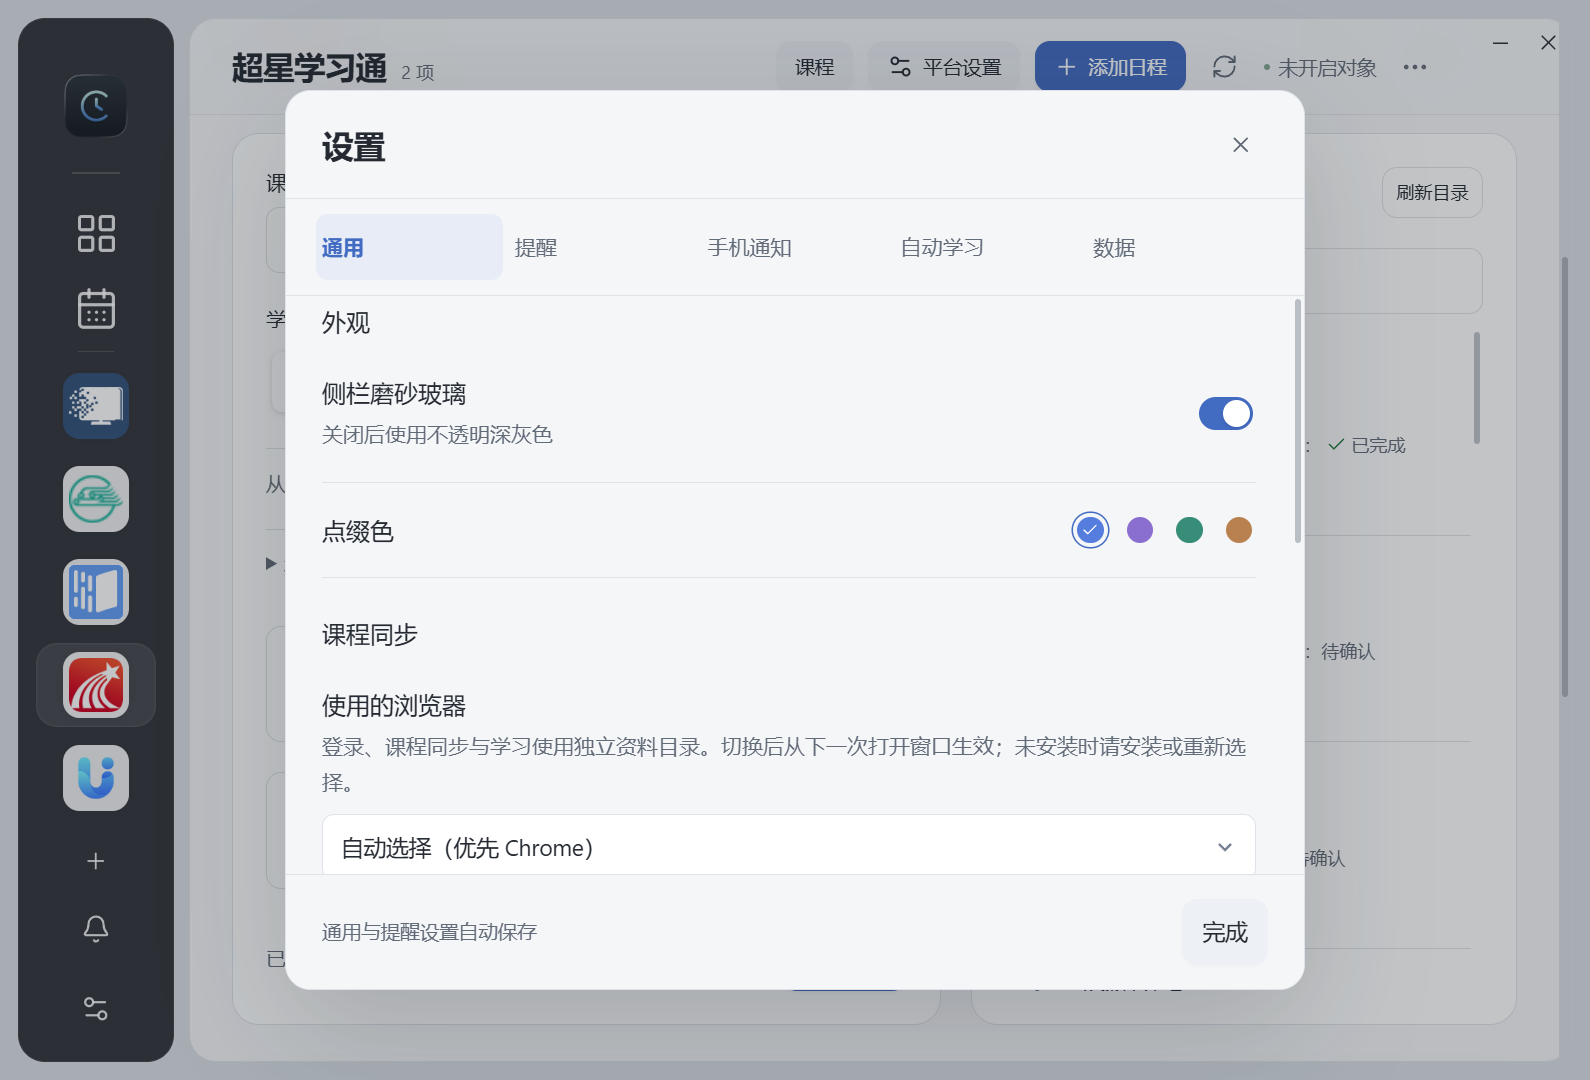 超星学习通 2 项
课程
平台设置
添加日程
未开启对象
设置
刷新目录
通用
提醒
手机通知
自动学习
数据
外观
侧栏磨砂玻璃
关闭后使用不透明深灰色
已完成
点缀色
课程同步
使用的浏览器
登录、课程同步与学习使用独立资料目录。切换后从下一次打开窗口生效；未安装时请安装或重新选
择。
：待确认
自动选择（优先 Chrome）
确认
通用与提醒设置自动保存
完成
课
学
从
已